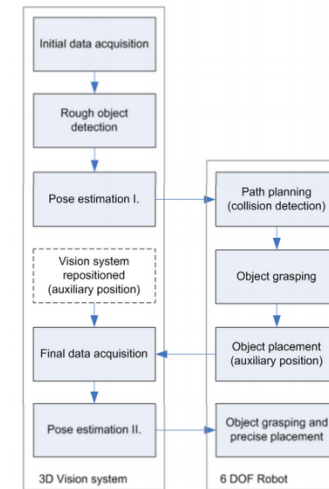 Initial data acquisition
Rough object
detection
Pose estimation I.
Vision system
repositioned
(auxiliary position)
Final data acquisition
Pose estimation II.
3D Vision system
Path planning
(collision detection)
Object grasping
Object placement
(auxiliary position)
Object grasping and
precise placement
6 DOF Robot